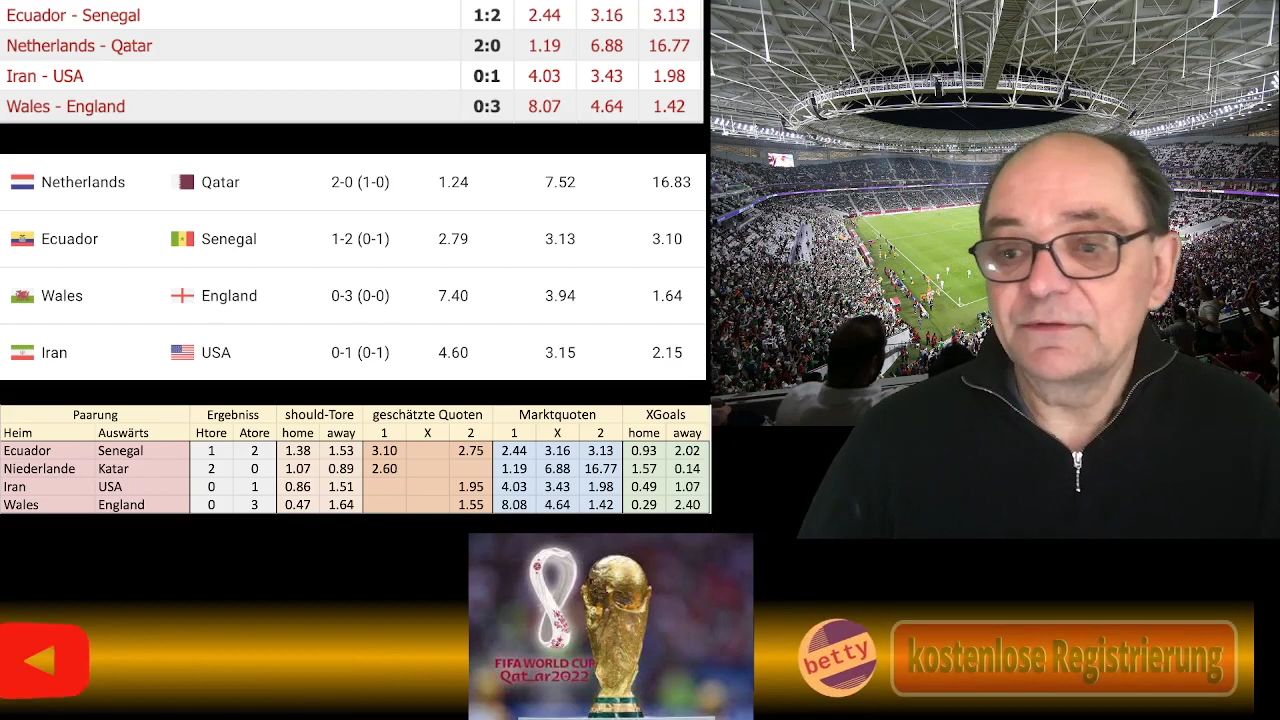 Ecuador - Senegal 1:2 2.44 3.16 3.13
Netherlands - Qatar 2:0 1.19 6.88 16.77
Iran - USA 0:1 4.03 3.43 1.98
Wales - England 0:3 8.07 4.64 1.42
Netherlands Qatar 2-0 (1-0) 1.24 7.52 16.83
Ecuador Senegal 1-2 (0-1) 2.79 3.13 3.10
Wales England 0-3 (0-0) 7.40 3.94 1.64
Iran USA 0-1 (0-1) 4.60 3.15 2.15
Paarung Ergebniss should-Tore geschätzte Quoten Marktquoten XGoals
Heim Auswärts Htore Atore home away 1 X 2 1 X 2 home away
Ecuador Senegal 1 2 1.38 1.53 3.10 2.75 2.44 3.16 3.13 0.93 2.02
Niederlande Katar 2 0 1.07 0.89 2.60 1.19 6.88 16.77 1.57 0.14
Iran USA 0 1 0.86 1.51 1.95 4.03 3.43 1.98 0.49 1.07
Wales England 0 3 0.47 1.64 1.55 8.08 4.64 1.42 0.29 2.40
FIFA WORLD CUP
Qatar2022
betty
kostenlose Registrierung